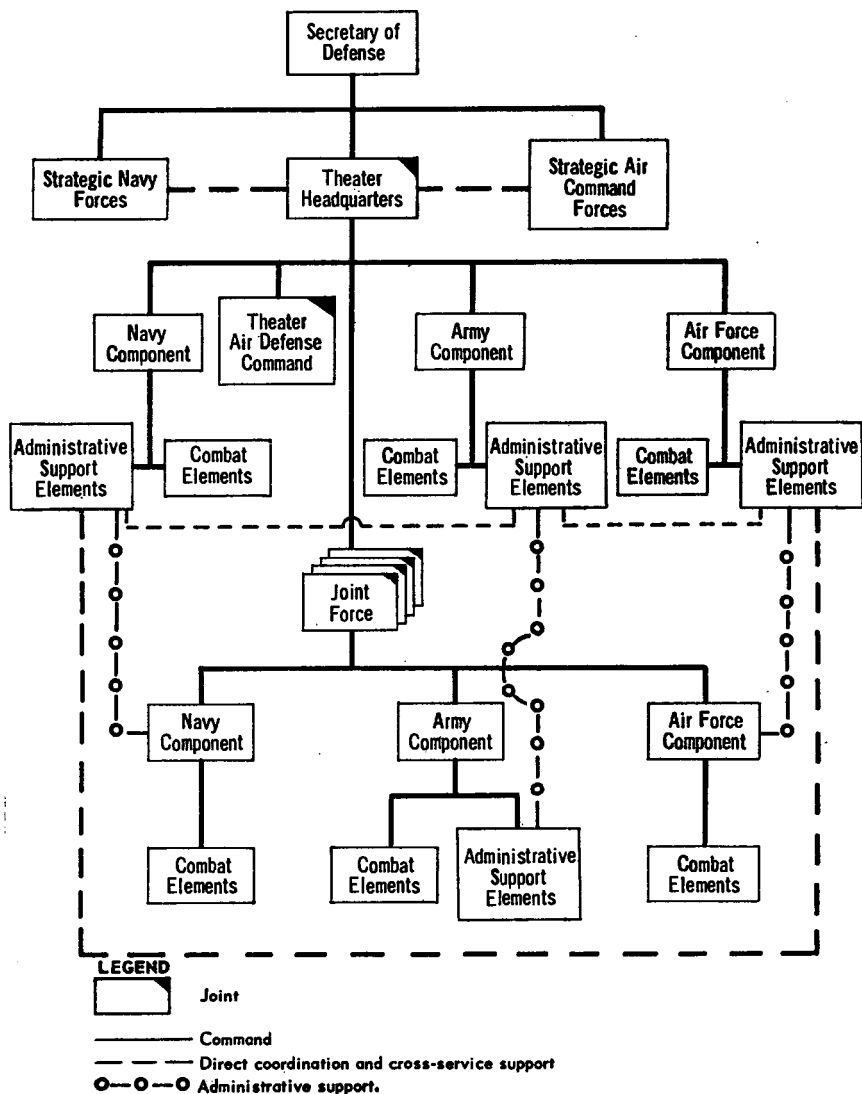 Secretary of
Defense
Strategic Navy
Forces
Theater
Headquarters
Strategic Air
Command
Forces
Navy
Component
Theater
Air Defense
Command
Army
Component
Air Force
Component
Administrative
Support
Elements
Combat
Elements
Combat
Elements
Administrative
Support
Elements
Combat
Elements
Administrative
Support
Elements
Joint
Force
Navy
Component
Army
Component
Air Force
Component
Combat
Elements
Combat
Elements
Administrative
Support
Elements
Combat
Elements
LEGEND
Joint
Command
Direct coordination and cross-service support
Administrative support.